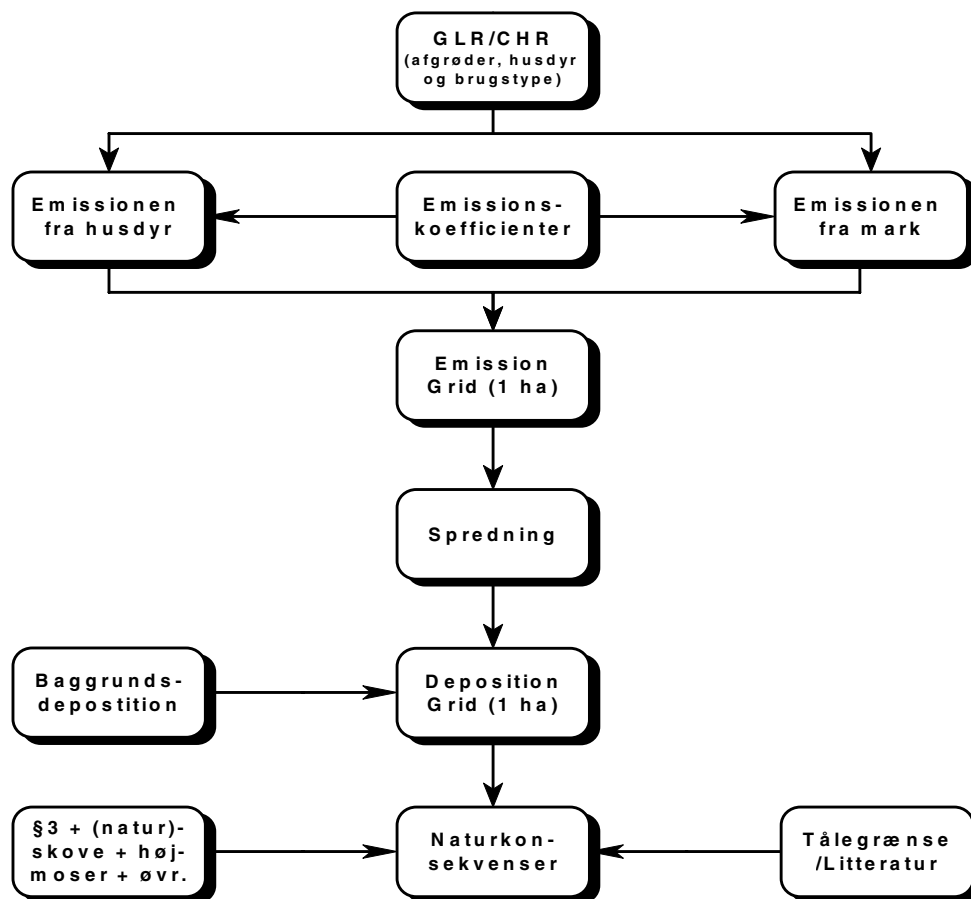 GLR/CHR
(afgrøder, husdyr
og brugstype)
Emissionen
fra husdyr
Emissions-
koefficienter
Emissionen
fra mark
Emission
Grid (1 ha)
Spredning
Baggrunds-
depostition
Deposition
Grid (1 ha)
§3 + (natur)-
skove + høj-
moser + øvr.
Naturkon-
sekvenser
Tålegrænse
/Litteratur